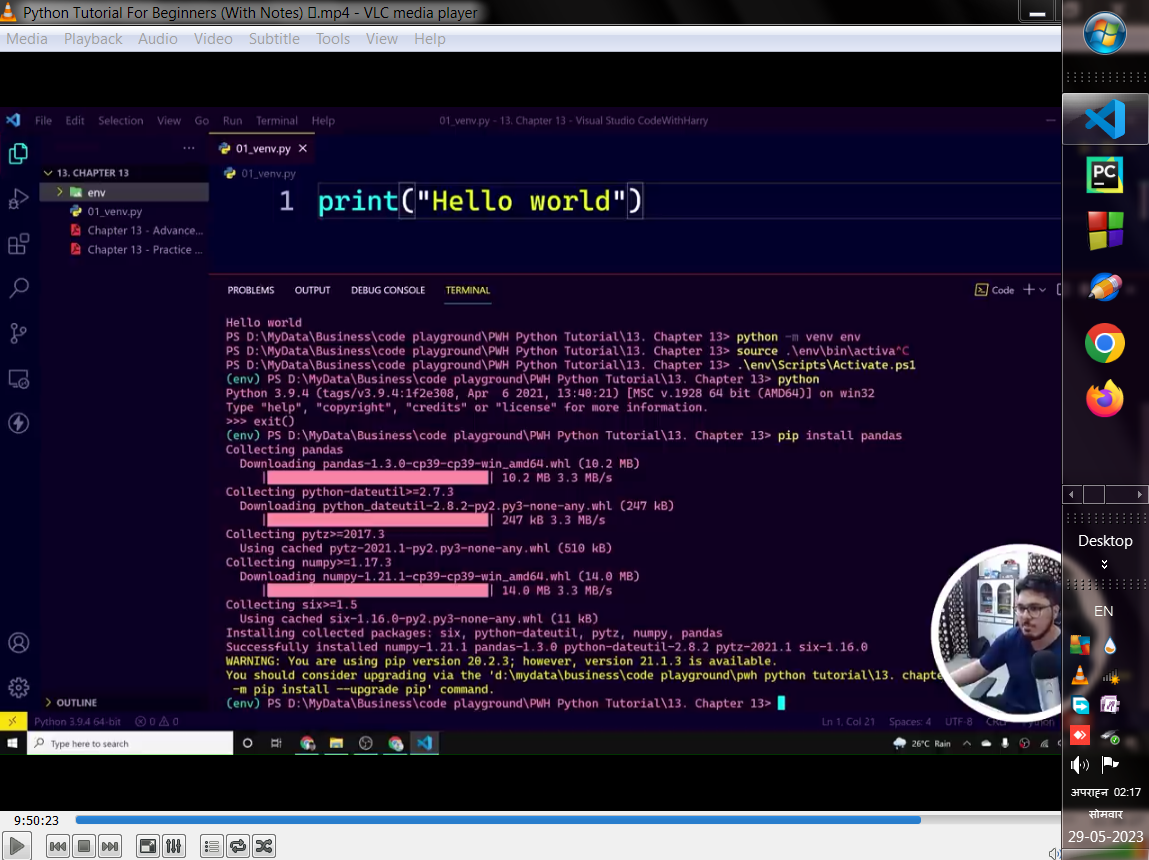 Python Tutorial For Beginners (With Notes) ▯.mp4 - VLC media player
Media Playback Audio Video Subtitle Tools View Help
File Edit Selection View Go Run Terminal Help 01_venv.py - 13. Chapter 13 - Visual Studio CodeWithHarry
01_venv.py
13. CHAPTER 13
01_venv.py
env
1 print("Hello world")
01_venv.py
Chapter 13 - Advance...
Chapter 13 - Practice ...
PROBLEMS OUTPUT DEBUG CONSOLE TERMINAL Code
Hello world
PS D:\MyData\Business\code playground\PWH Python Tutorial\13. Chapter 13> python -m venv env
PS D:\MyData\Business\code playground\PWH Python Tutorial\13. Chapter 13> source .\env\bin\activa^C
PS D:\MyData\Business\code playground\PWH Python Tutorial\13. Chapter 13> .\env\Scripts\Activate.ps1
(env) PS D:\MyData\Business\code playground\PWH Python Tutorial\13. Chapter 13> python
Python 3.9.4 (tags/v3.9.4:1f2e308, Apr  6 2021, 13:40:21) [MSC v.1928 64 bit (AMD64)] on win32
Type "help", "copyright", "credits" or "license" for more information.
>>> exit()
(env) PS D:\MyData\Business\code playground\PWH Python Tutorial\13. Chapter 13> pip install pandas
Collecting pandas
Downloading pandas-1.3.0-cp39-cp39-win_amd64.whl (10.2 MB)
| | 10.2 MB 3.3 MB/s
Collecting python-dateutil>=2.7.3
Downloading python_dateutil-2.8.2-py2.py3-none-any.whl (247 kB)
| | 247 kB 3.3 MB/s
Collecting pytz>=2017.3
Using cached pytz-2021.1-py2.py3-none-any.whl (510 kB)
Collecting numpy>=1.17.3
Downloading numpy-1.21.1-cp39-cp39-win_amd64.whl (14.0 MB)
| | 14.0 MB 3.3 MB/s
Collecting six>=1.5
Using cached six-1.16.0-py2.py3-none-any.whl (11 kB)
Installing collected packages: six, python-dateutil, pytz, numpy, pandas
Successfully installed numpy-1.21.1 pandas-1.3.0 python-dateutil-2.8.2 pytz-2021.1 six-1.16.0
WARNING: You are using pip version 20.2.3; however, version 21.1.3 is available.
You should consider upgrading via the 'd:\mydata\business\code playground\pwh python tutorial\13. chapte
-m pip install --upgrade pip' command.
(env) PS D:\MyData\Business\code playground\PWH Python Tutorial\13. Chapter 13>
OUTLINE
Python 3.9.4 64-bit 0 0 Ln 1, Col 21 Spaces: 4 UTF-8 CRLF Python
Type here to search 26°C Rain
9:50:23
PC
Desktop
EN
अपराह्न 02:17
सोमवार
29-05-2023